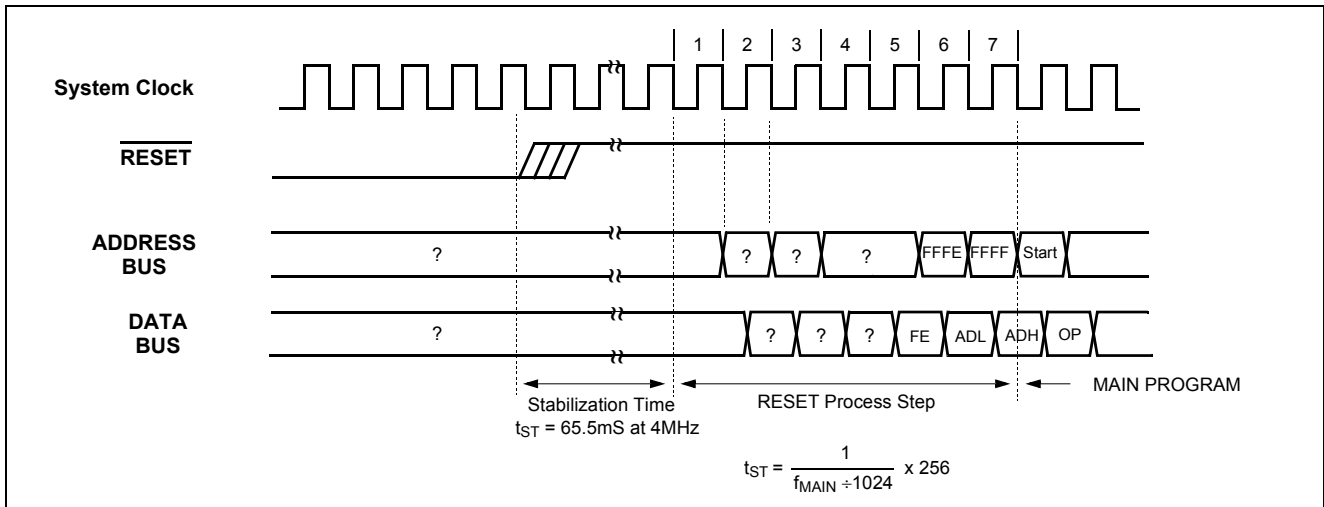 1 2 3 4 5 6 7
System Clock
RESET
ADDRESS
BUS
? ? ? ? FFFE FFFF Start
DATA
BUS
? ? ? ? FE ADL ADH OP
MAIN PROGRAM
Stabilization Time
RESET Process Step
tST = 65.5mS at 4MHz
tST = 1 / fMAIN ÷1024 x 256